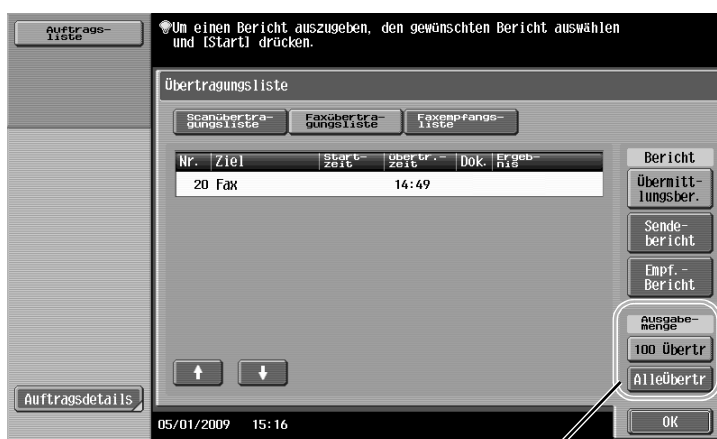 Auftrags-
liste
Um einen Bericht auszugeben, den gewünschten Bericht auswählen
und [Start] drücken.
Übertragungsliste
Scanübertra-
gungsliste
Faxübertra-
gungsliste
Faxempfangs-
liste
Nr. Ziel Start-
zeit Übertr.-
zeit Dok. Ergeb-
nis
20 Fax 14:49
Bericht
Übermitt-
lungsber.
Sende-
bericht
Empf.-
Bericht
Ausgabe-
menge
100 Übertr
AlleÜbertr
Auftragsdetails
05/01/2009 15:16
OK